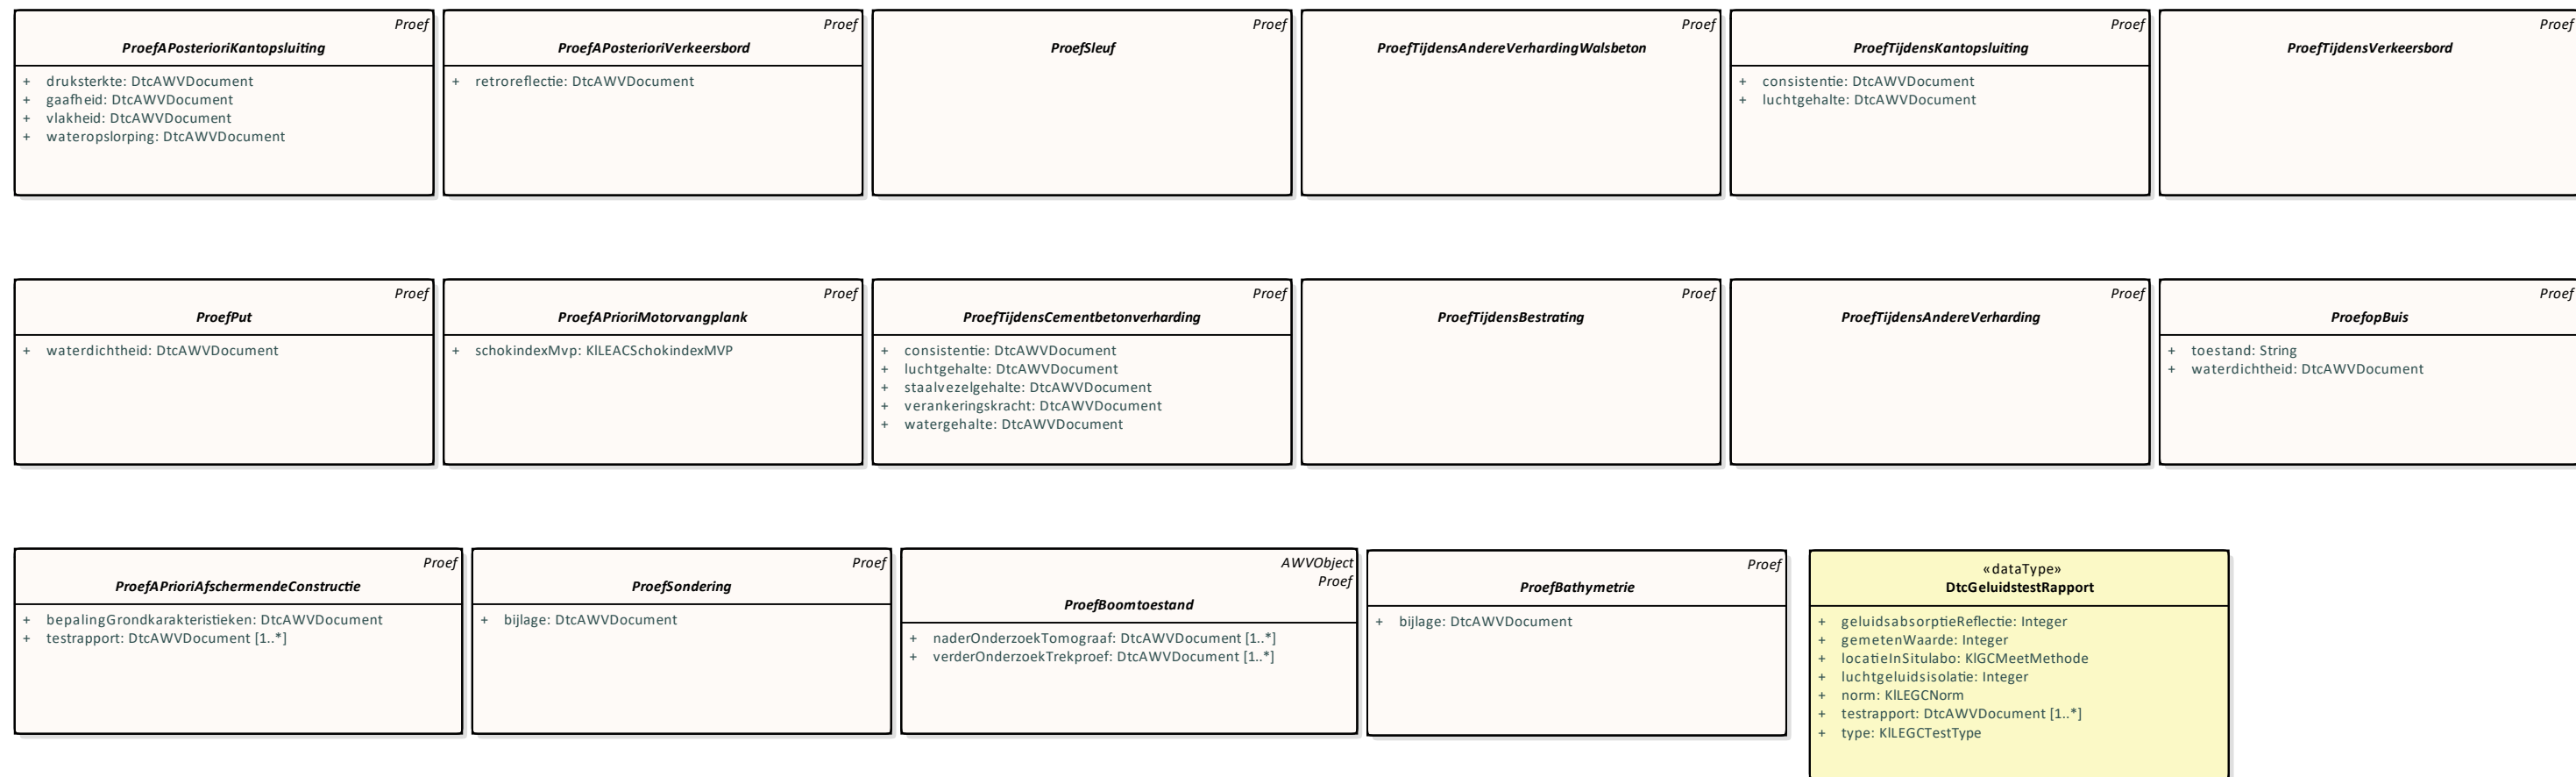 Proef
ProefAPosterioriKantopsluiting
+ druksterkte: DtcAWVDocument
+ gaafheid: DtcAWVDocument
+ vlakheid: DtcAWVDocument
+ wateropslorping: DtcAWVDocument
Proef
ProefAPosterioriVerkeersbord
+ retroreflectie: DtcAWVDocument
Proef
ProefSleuf
Proef
ProefTijdensAndereVerhardingWalsbeton
Proef
ProefTijdensKantopsluiting
+ consistentie: DtcAWVDocument
+ luchtgehalte: DtcAWVDocument
Proef
ProefTijdensVerkeersbord
Proef
ProefPut
+ waterdichtheid: DtcAWVDocument
Proef
ProefAPrioriMotorvangplank
+ schokindexMvp: KlLEACSchokindexMVP
Proef
ProefTijdensCementbetonverharding
+ consistentie: DtcAWVDocument
+ luchtgehalte: DtcAWVDocument
+ staalvezelgehalte: DtcAWVDocument
+ verankeringskracht: DtcAWVDocument
+ watergehalte: DtcAWVDocument
Proef
ProefTijdensBestrating
Proef
ProefTijdensAndereVerharding
Proef
ProefopBuis
+ toestand: String
+ waterdichtheid: DtcAWVDocument
Proef
ProefAPrioriAfschermendeConstructie
+ bepalingGrondkarakteristieken: DtcAWVDocument
+ testrapport: DtcAWVDocument [1..*]
Proef
ProefSondering
+ bijlage: DtcAWVDocument
AWVObject
Proef
ProefBoomtoestand
+ naderOnderzoekTomograaf: DtcAWVDocument [1..*]
+ verderOnderzoekTrekproef: DtcAWVDocument [1..*]
Proef
ProefBathymetrie
+ bijlage: DtcAWVDocument
«dataType»
DtcGeluidstestRapport
+ geluidsabsorptieReflectie: Integer
+ gemetenWaarde: Integer
+ locatieInSitulabo: KlGCMeetMethode
+ luchtgeluidsisolatie: Integer
+ norm: KlLEGCNorm
+ testrapport: DtcAWVDocument [1..*]
+ type: KlLEGCTestType